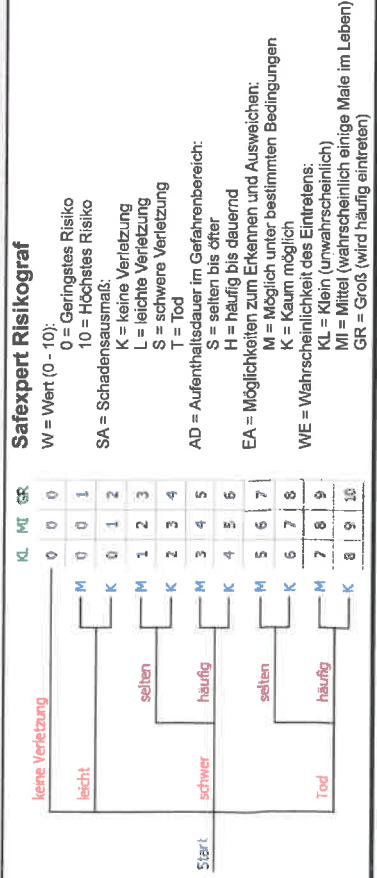 Safexpert Risikograf
KL MI GR
keine Verletzung 0 0 0
leicht M 0 0 1
K 0 1 2
Start schwer selten M 1 2 3
K 2 3 4
häufig M 3 4 5
K 4 5 6
Tod selten M 5 6 7
K 6 7 8
häufig M 7 8 9
K 8 9 10
W = Wert (0 - 10):
0 = Geringstes Risiko
10 = Höchstes Risiko
SA = Schadensausmaß:
K = keine Verletzung
L = leichte Verletzung
S = schwere Verletzung
T = Tod
AD = Aufenthaltsdauer im Gefahrenbereich:
S = selten bis öfter
H = häufig bis dauernd
EA = Möglichkeiten zum Erkennen und Ausweichen:
M = Möglich unter bestimmten Bedingungen
K = Kaum möglich
WE = Wahrscheinlichkeit des Eintretens:
KL = Klein (unwahrscheinlich)
MI = Mittel (wahrscheinlich einige Male im Leben)
GR = Groß (wird häufig eintreten)